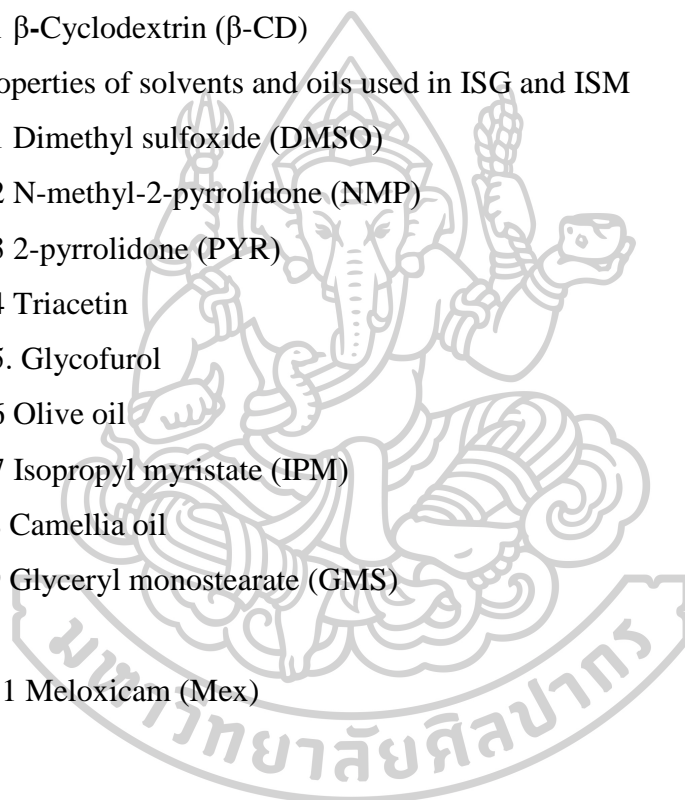 1 β-Cyclodextrin (β-CD)
operties of solvents and oils used in ISG and ISM
1 Dimethyl sulfoxide (DMSO)
2 N-methyl-2-pyrrolidone (NMP)
3 2-pyrrolidone (PYR)
4 Triacetin
5. Glycofurol
6 Olive oil
7 Isopropyl myristate (IPM)
Camellia oil
Glyceryl monostearate (GMS)
1 Meloxicam (Mex)
มหาวิทยาลัยศิลปากร